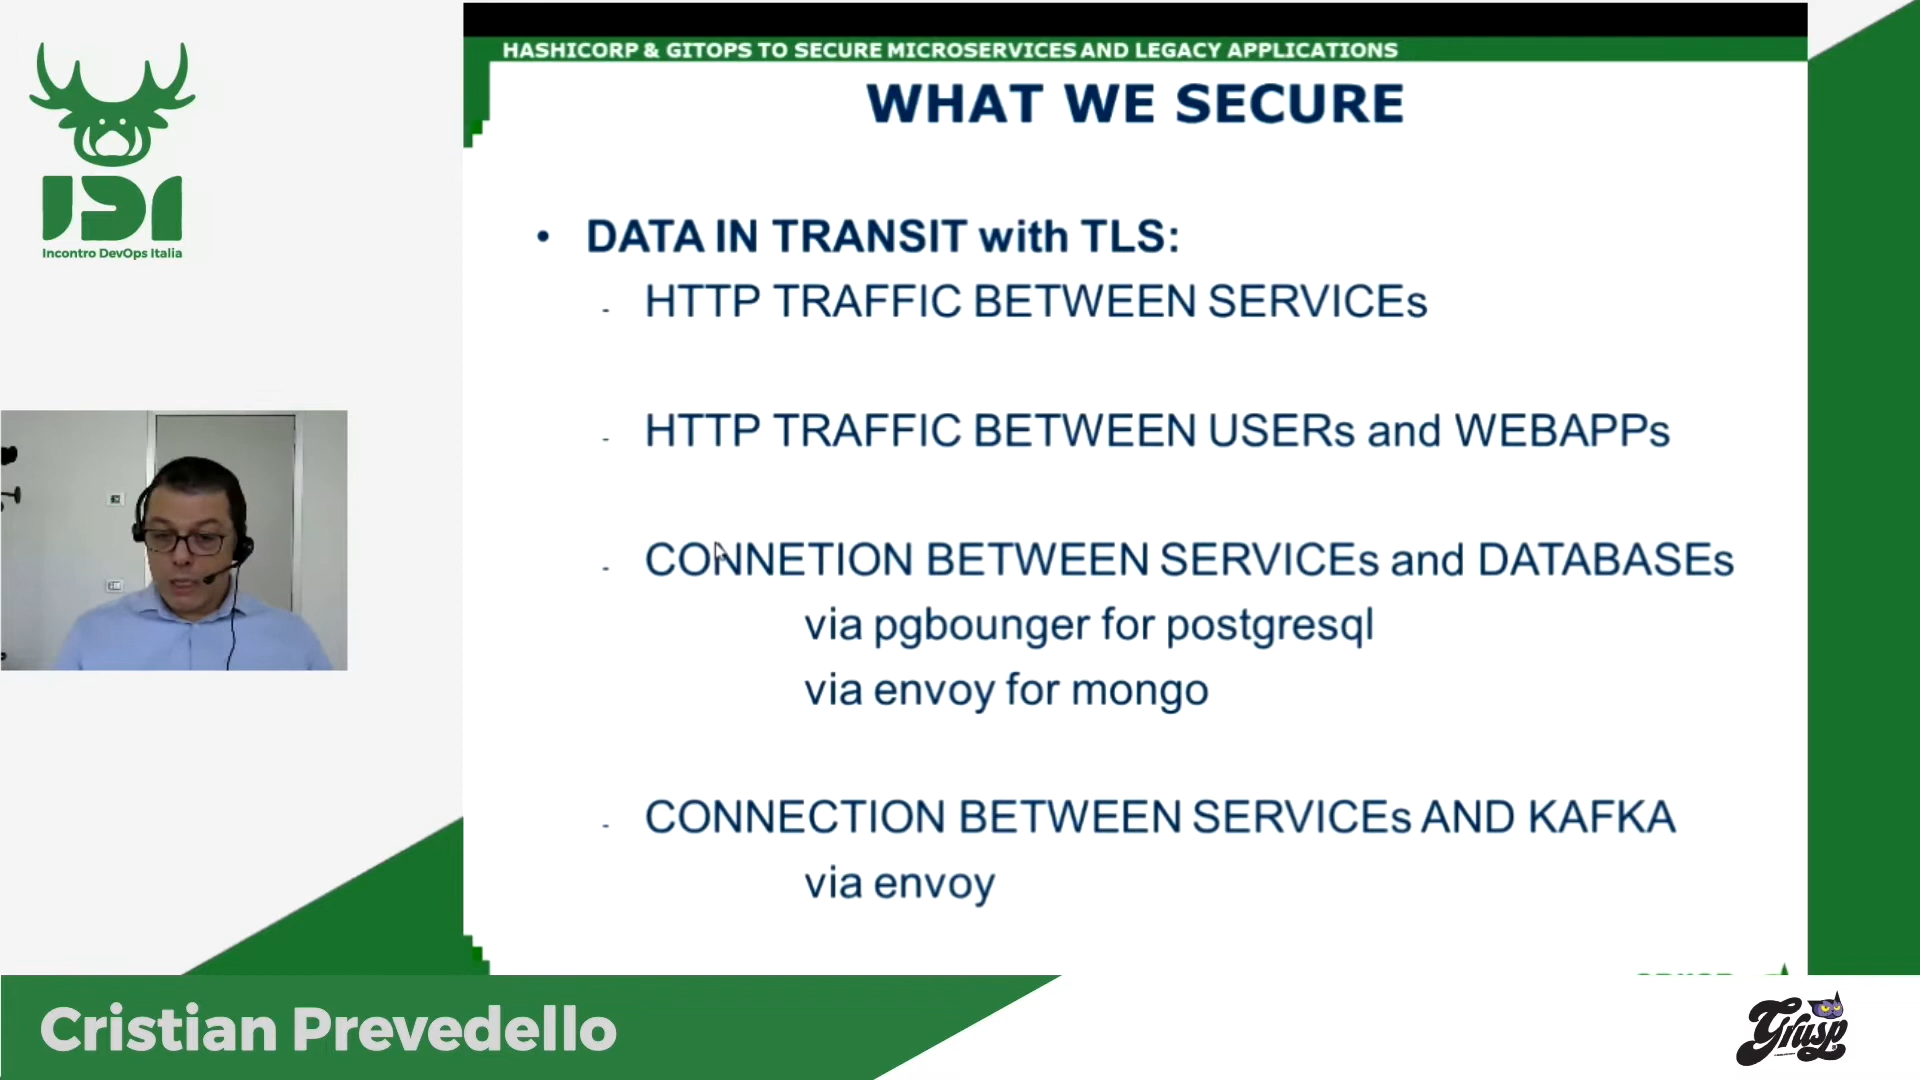 IDI
Incontro DevOps Italia
HASHICORP & GITOPS TO SECURE MICROSERVICES AND LEGACY APPLICATIONS
WHAT WE SECURE
• DATA IN TRANSIT with TLS:
- HTTP TRAFFIC BETWEEN SERVICEs
- HTTP TRAFFIC BETWEEN USERs and WEBAPPs
- CONNETION BETWEEN SERVICEs and DATABASEs
via pgbounger for postgresql
via envoy for mongo
- CONNECTION BETWEEN SERVICEs AND KAFKA
via envoy
Cristian Prevedello
Grusp